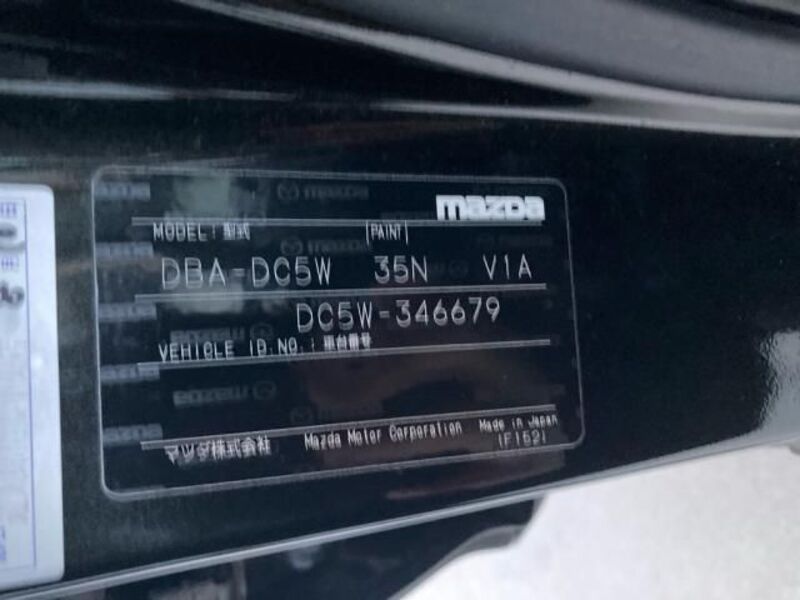 mazda
MODEL: 型式 PAINT
DBA-DC5W 35N V1A
DC5W-346679
VEHICLE ID.NO.: 車台番号
マツダ株式会社 Mazda Motor Corporation Made in Japan
(F152)